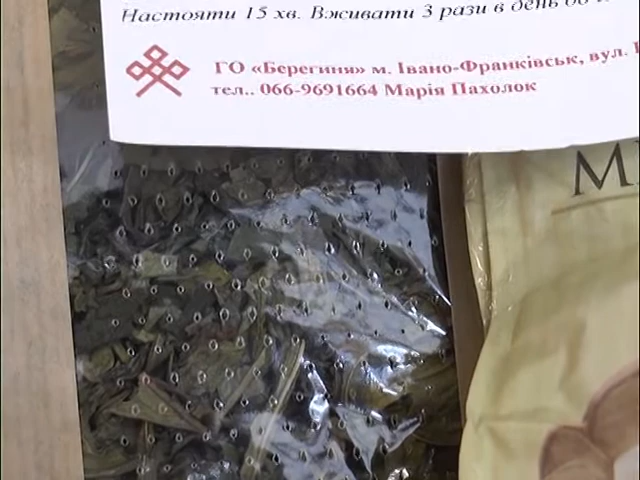 Настояти 15 хв. Вживати 3 рази в день
ГО «Берегиня» м. Івано-Франківськ, вул.
тел.. 066-9691664 Марія Пахолок